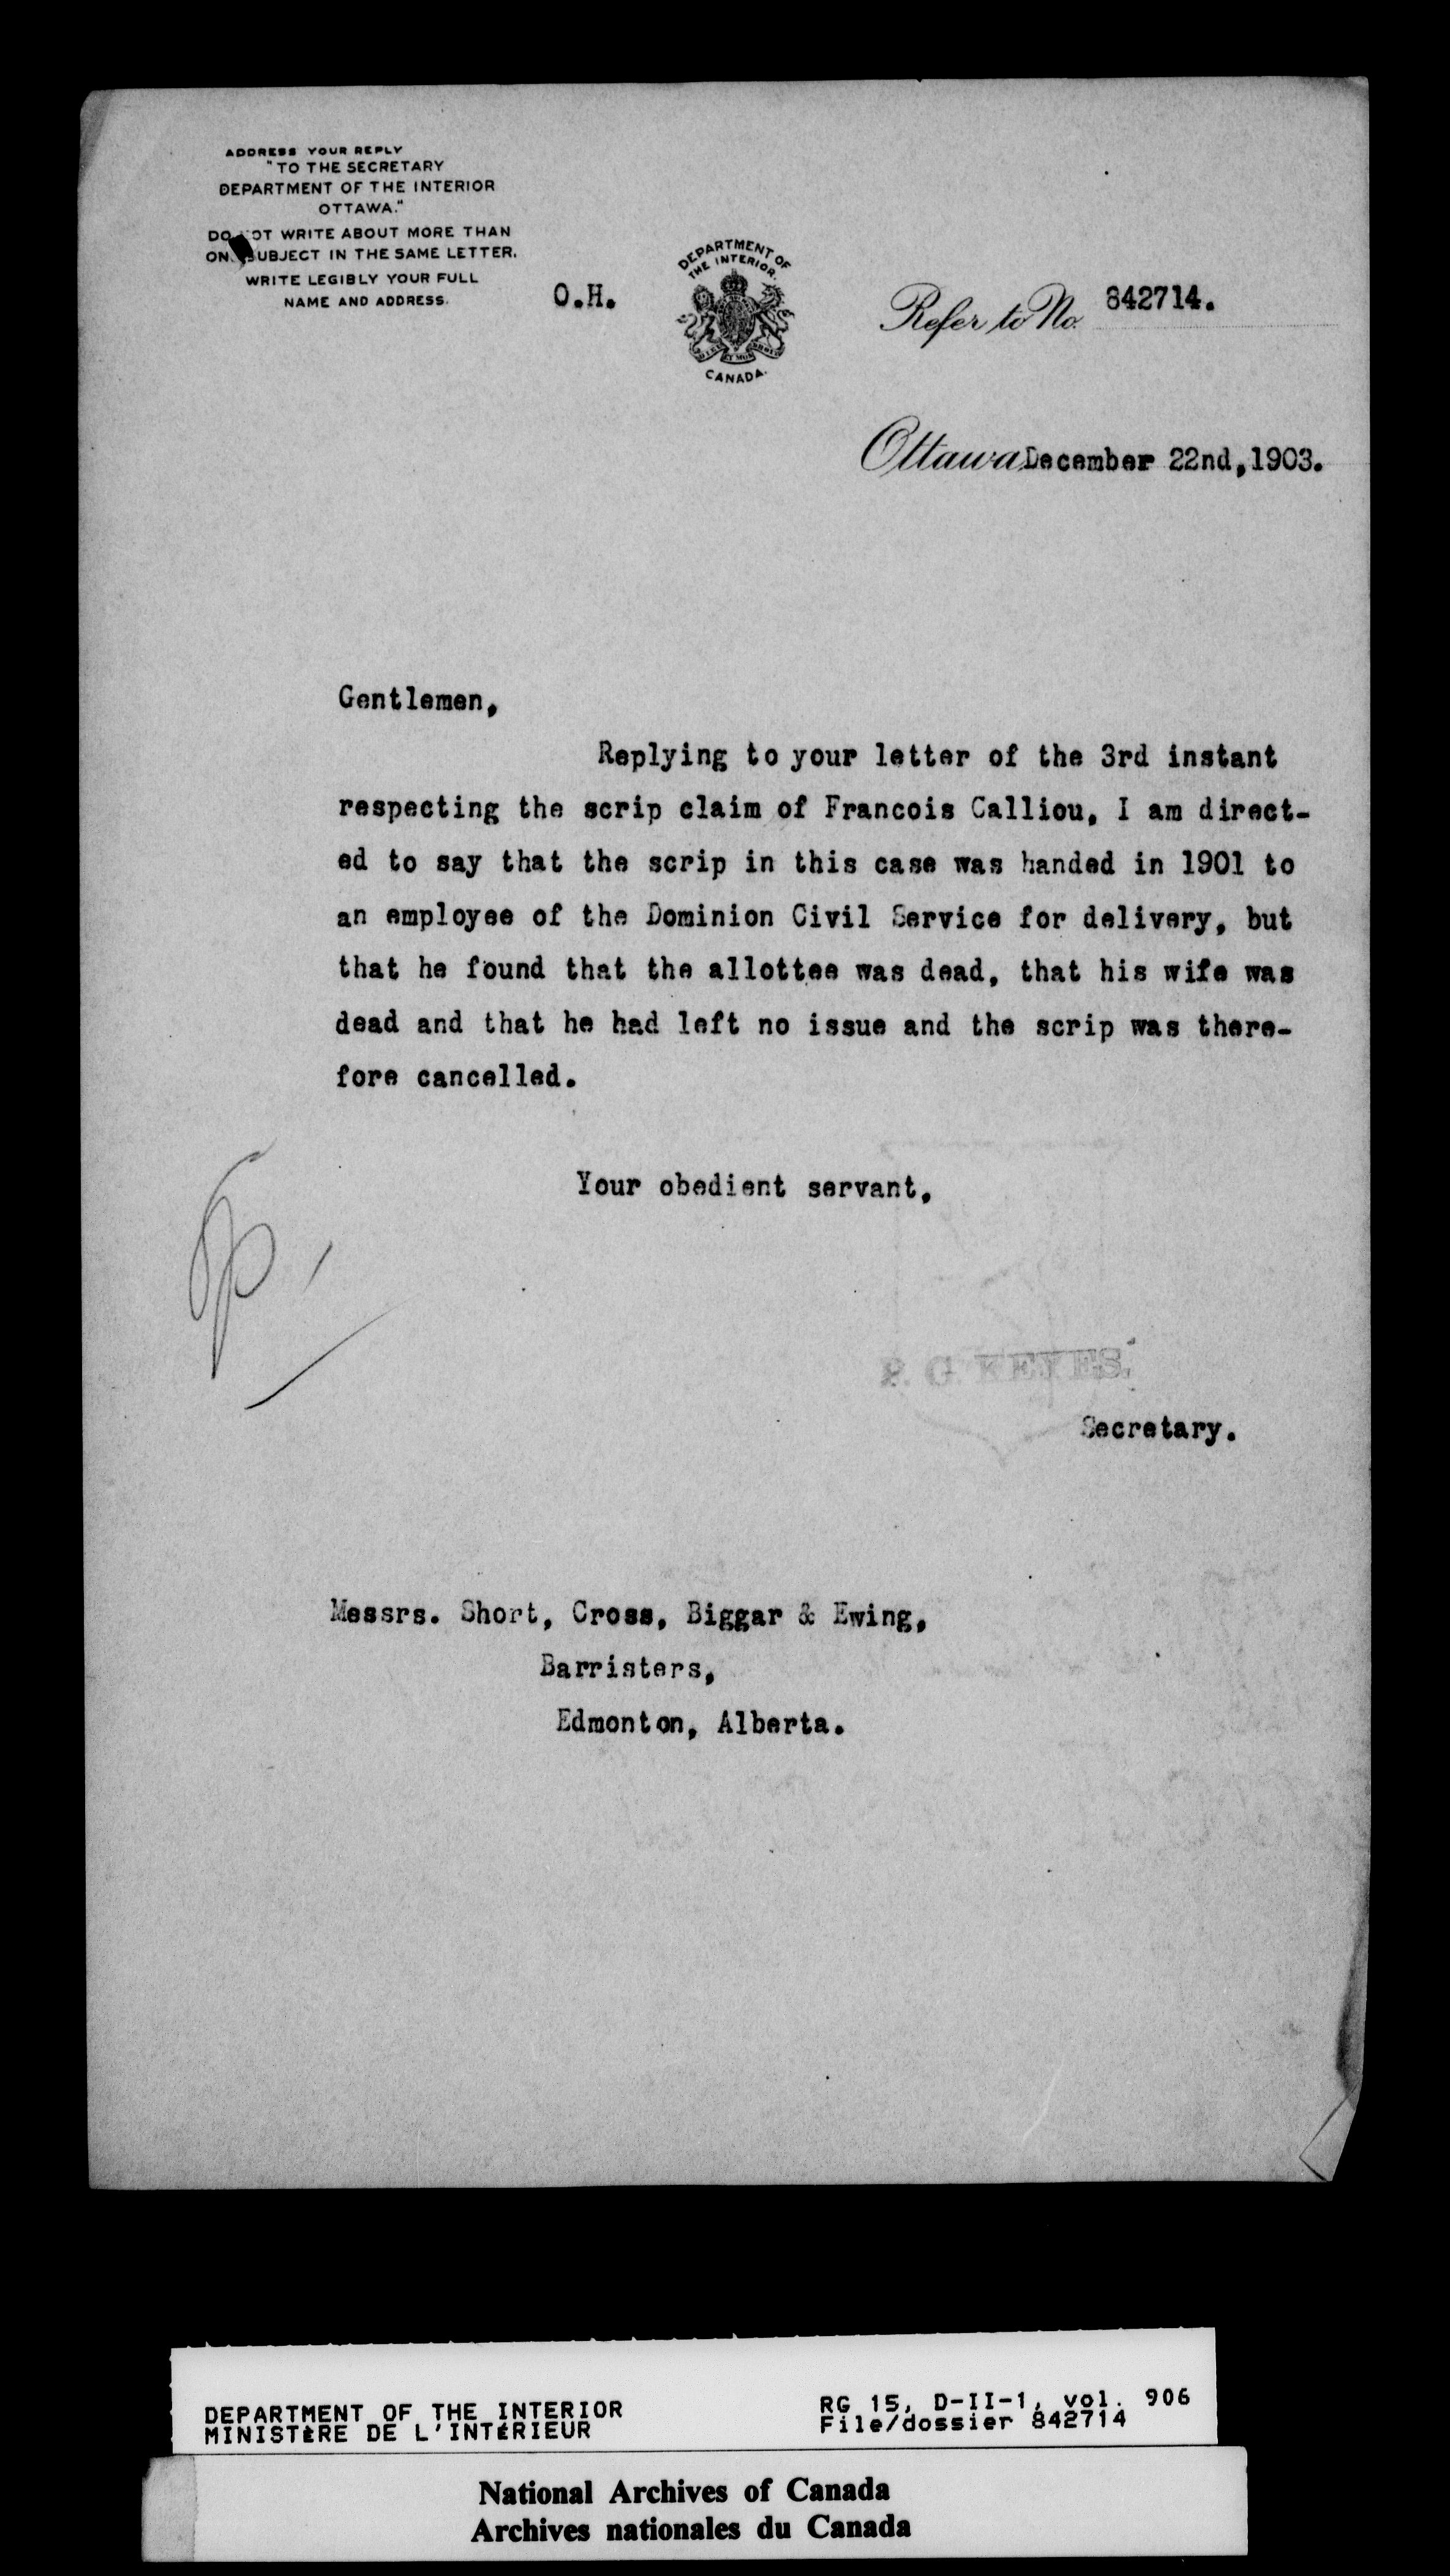 ADDRESS YOUR REPLY
"TO THE SECRETARY
DEPARTMENT OF THE INTERIOR
OTTAWA."
DO NOT WRITE ABOUT MORE THAN
ONE SUBJECT IN THE SAME LETTER.
WRITE LEGIBLY YOUR FULL
NAME AND ADDRESS.
O.H.
DEPARTMENT OF
THE INTERIOR.
CANADA.
Refer to No. 842714.
Ottawa December 22nd, 1903.
Gentlemen,
Replying to your letter of the 3rd instant
respecting the scrip claim of Francois Calliou, I am direct-
ed to say that the scrip in this case was handed in 1901 to
an employee of the Dominion Civil Service for delivery, but
that he found that the allottee was dead, that his wife was
dead and that he had left no issue and the scrip was there-
fore cancelled.
Your obedient servant,
P. G. KEYES.
Secretary.
Messrs. Short, Cross, Biggar & Ewing,
Barristers,
Edmonton, Alberta.
DEPARTMENT OF THE INTERIOR
MINISTÈRE DE L'INTÉRIEUR
RG 15, D-II-1, vol. 906
File/dossier 842714
National Archives of Canada
Archives nationales du Canada